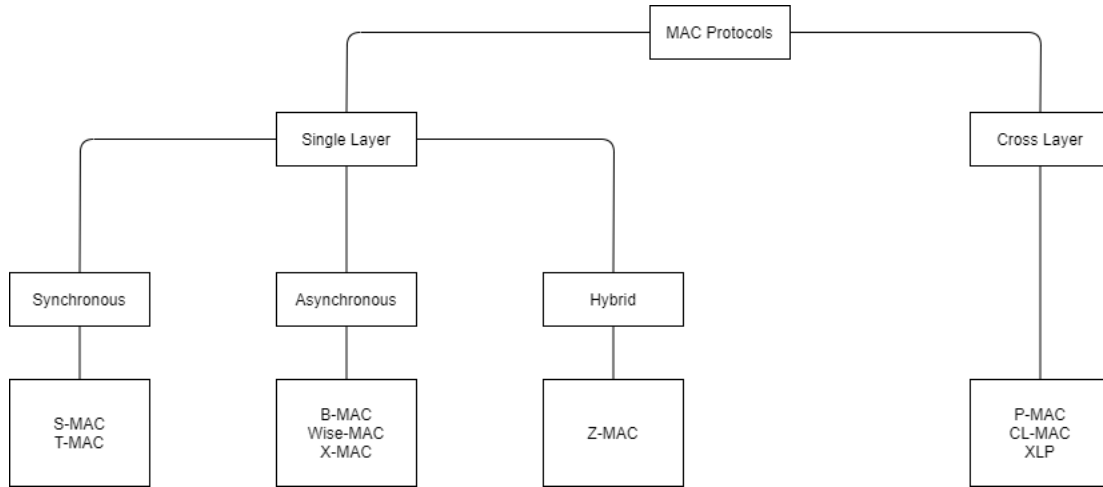 MAC Protocols
Single Layer
Cross Layer
Synchronous
Asynchronous
Hybrid
S-MAC
T-MAC
B-MAC
Wise-MAC
X-MAC
Z-MAC
P-MAC
CL-MAC
XLP